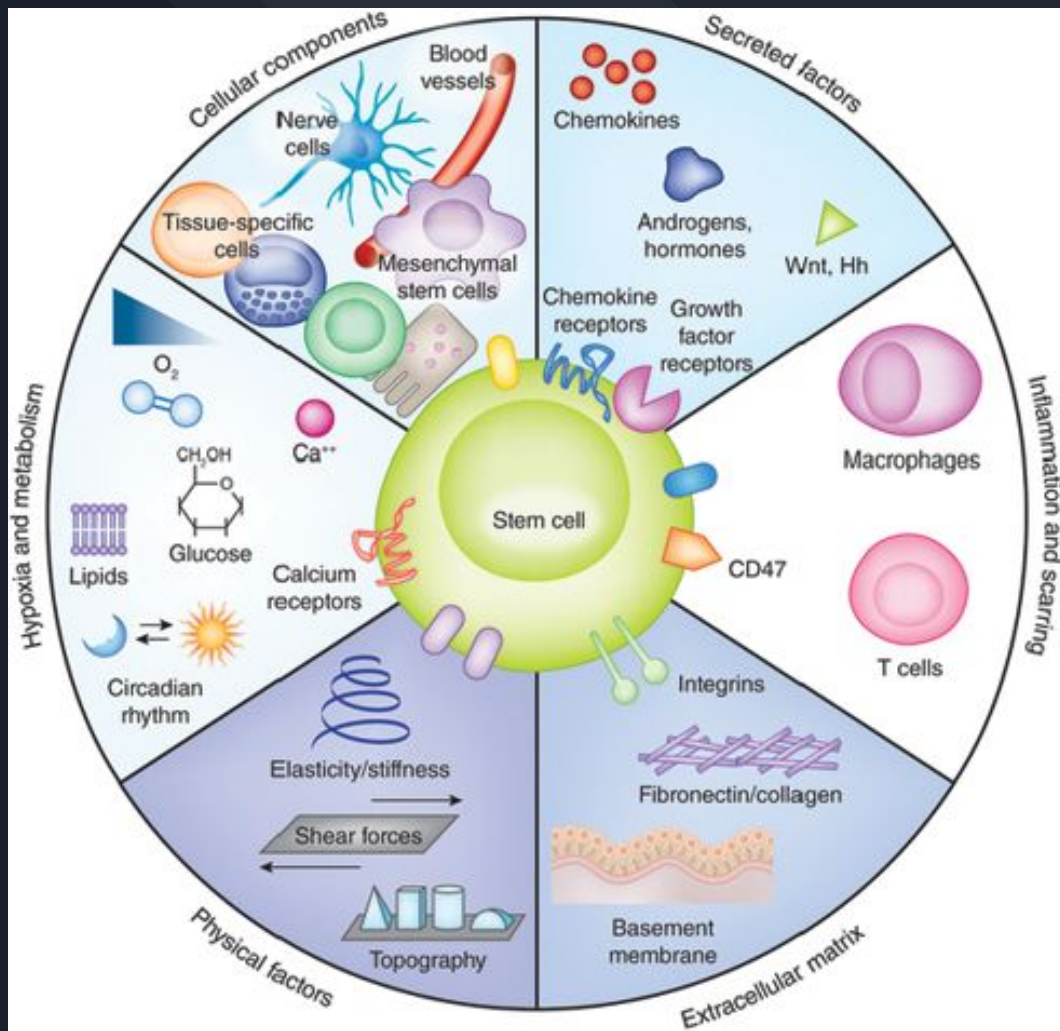 Cellular components
Blood
vessels
Nerve
cells
Tissue-specific
cells
Mesenchymal
stem cells
Secreted factors
Chemokines
Androgens,
hormones
Wnt, Hh
Chemokine
receptors
Growth
factor
receptors
Inflammation and scarring
Macrophages
T cells
CD47
Stem cell
Hypoxia and metabolism
O₂
Ca⁺⁺
CH₂OH
O
Glucose
Lipids
Calcium
receptors
Circadian
rhythm
Physical factors
Elasticity/stiffness
Shear forces
Topography
Extracellular matrix
Integrins
Fibronectin/collagen
Basement
membrane